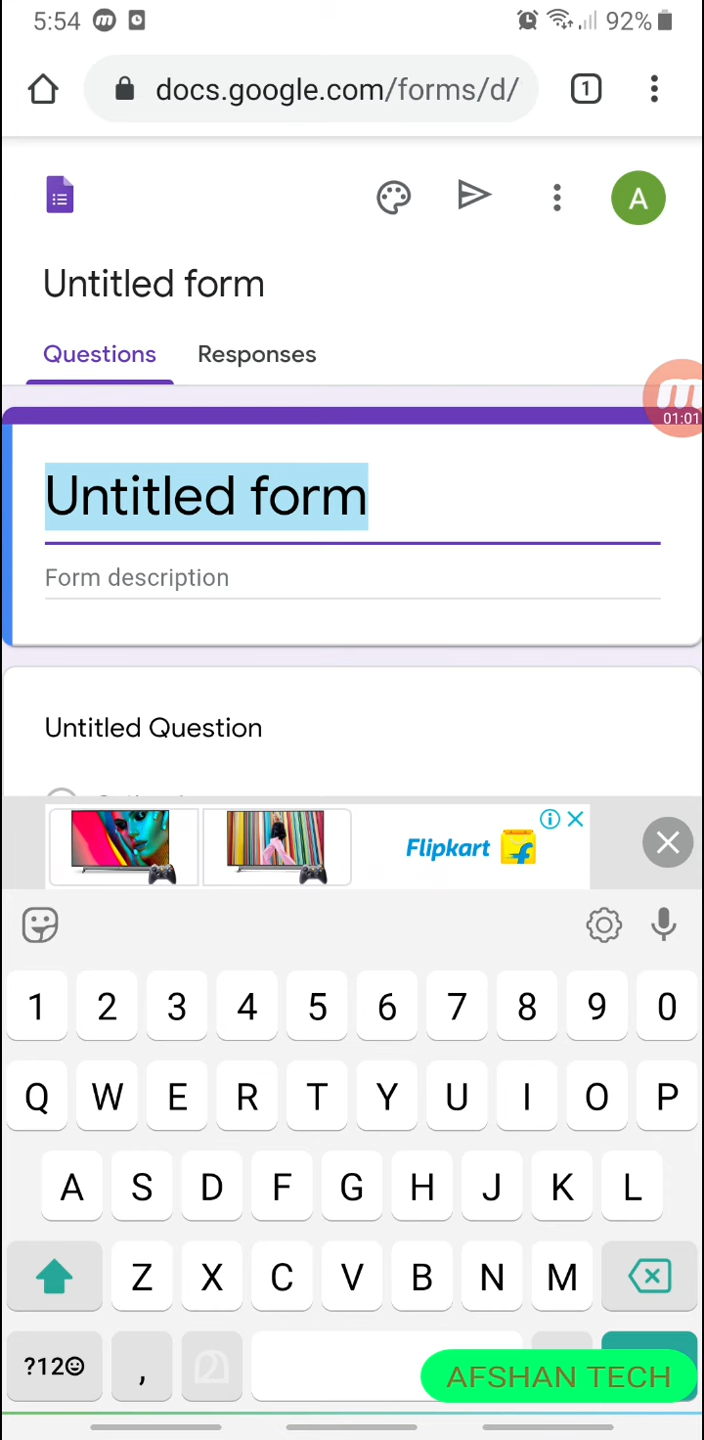 5:54
92%
docs.google.com/forms/d/
1
A
Untitled form
Questions
Responses
01:01
Untitled form
Form description
Untitled Question
Flipkart
1 2 3 4 5 6 7 8 9 0
Q W E R T Y U I O P
A S D F G H J K L
Z X C V B N M
?12☺ , മ
AFSHAN TECH